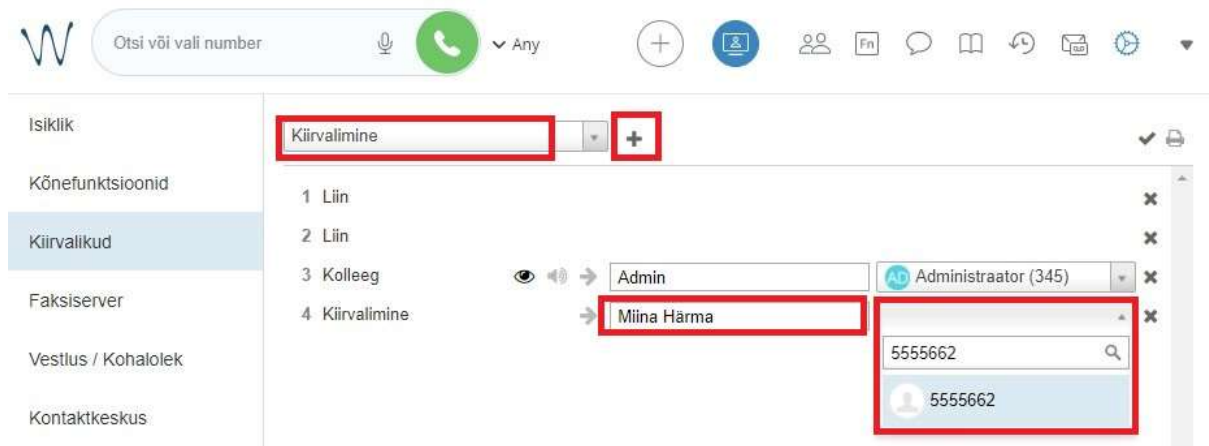 W
Otsi või vali number
Any
Fn
Isiklik
Kõnefunktsioonid
Kiirvalikud
Faksiserver
Vestlus / Kohalolek
Kontaktkeskus
Kiirvalimine
1 Liin
2 Liin
3 Kolleeg Admin AD Administraator (345)
4 Kiirvalimine Miina Härma
5555662
5555662